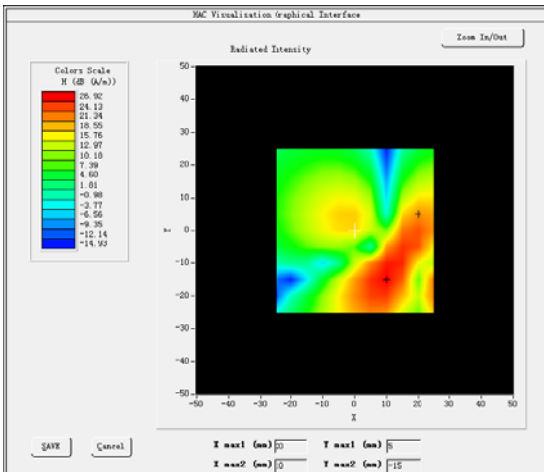 MAC Visualisation Graphical Interface
Zoom In/Out
Radiated Intensity
Colors Scale
H (dB (A/m))
26.92
24.13
21.34
18.55
15.76
12.97
10.18
7.39
4.60
1.81
-0.98
-3.77
-6.56
-9.35
-12.14
-14.93
50
40
30
20
10
0
-10
-20
-30
-40
-50
Y
-50 -40 -30 -20 -10 0 10 20 30 40 50
X
SAVE
Cancel
X max1 (mm) 20 Y max1 (mm) 5
X max2 (mm) 10 Y max2 (mm) -15